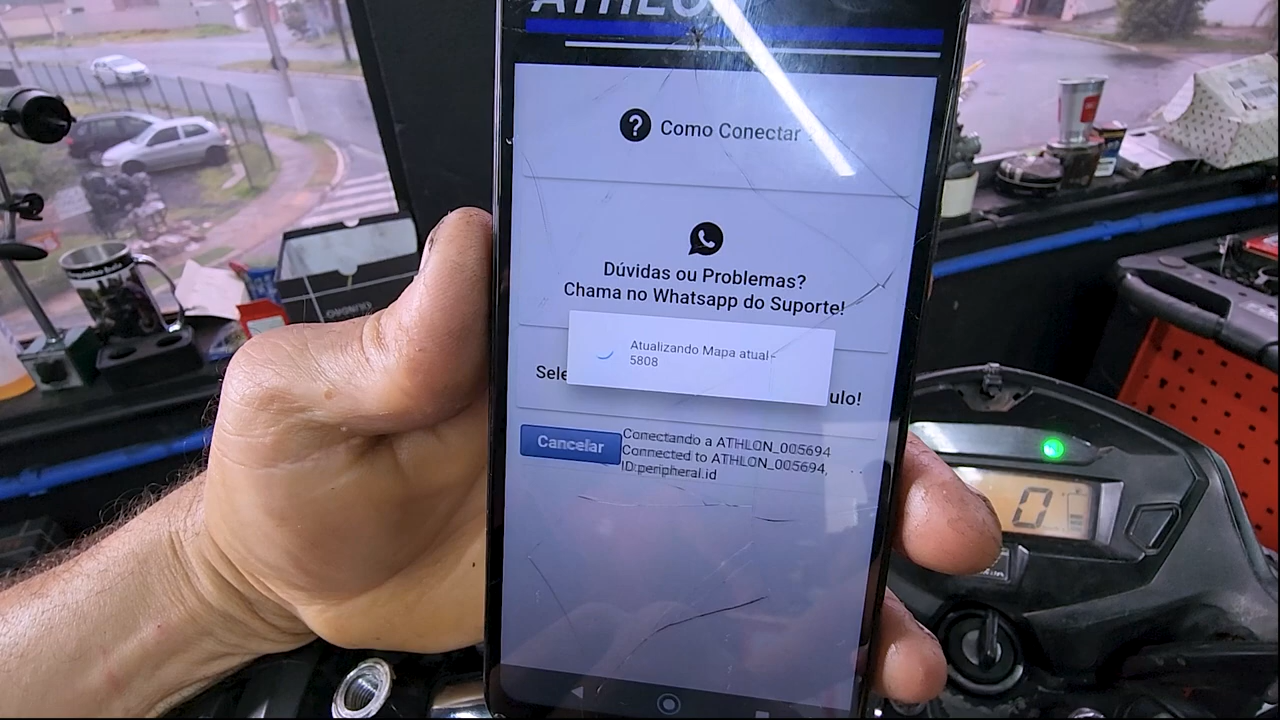 ATHLO
Como Conectar ?
Dúvidas ou Problemas?
Chama no Whatsapp do Suporte!
Atualizando Mapa atual-
5808
Sele
ulo!
Cancelar
Conectando a ATHLON_005694
Connected to ATHLON_005694,
ID:peripheral.id
0